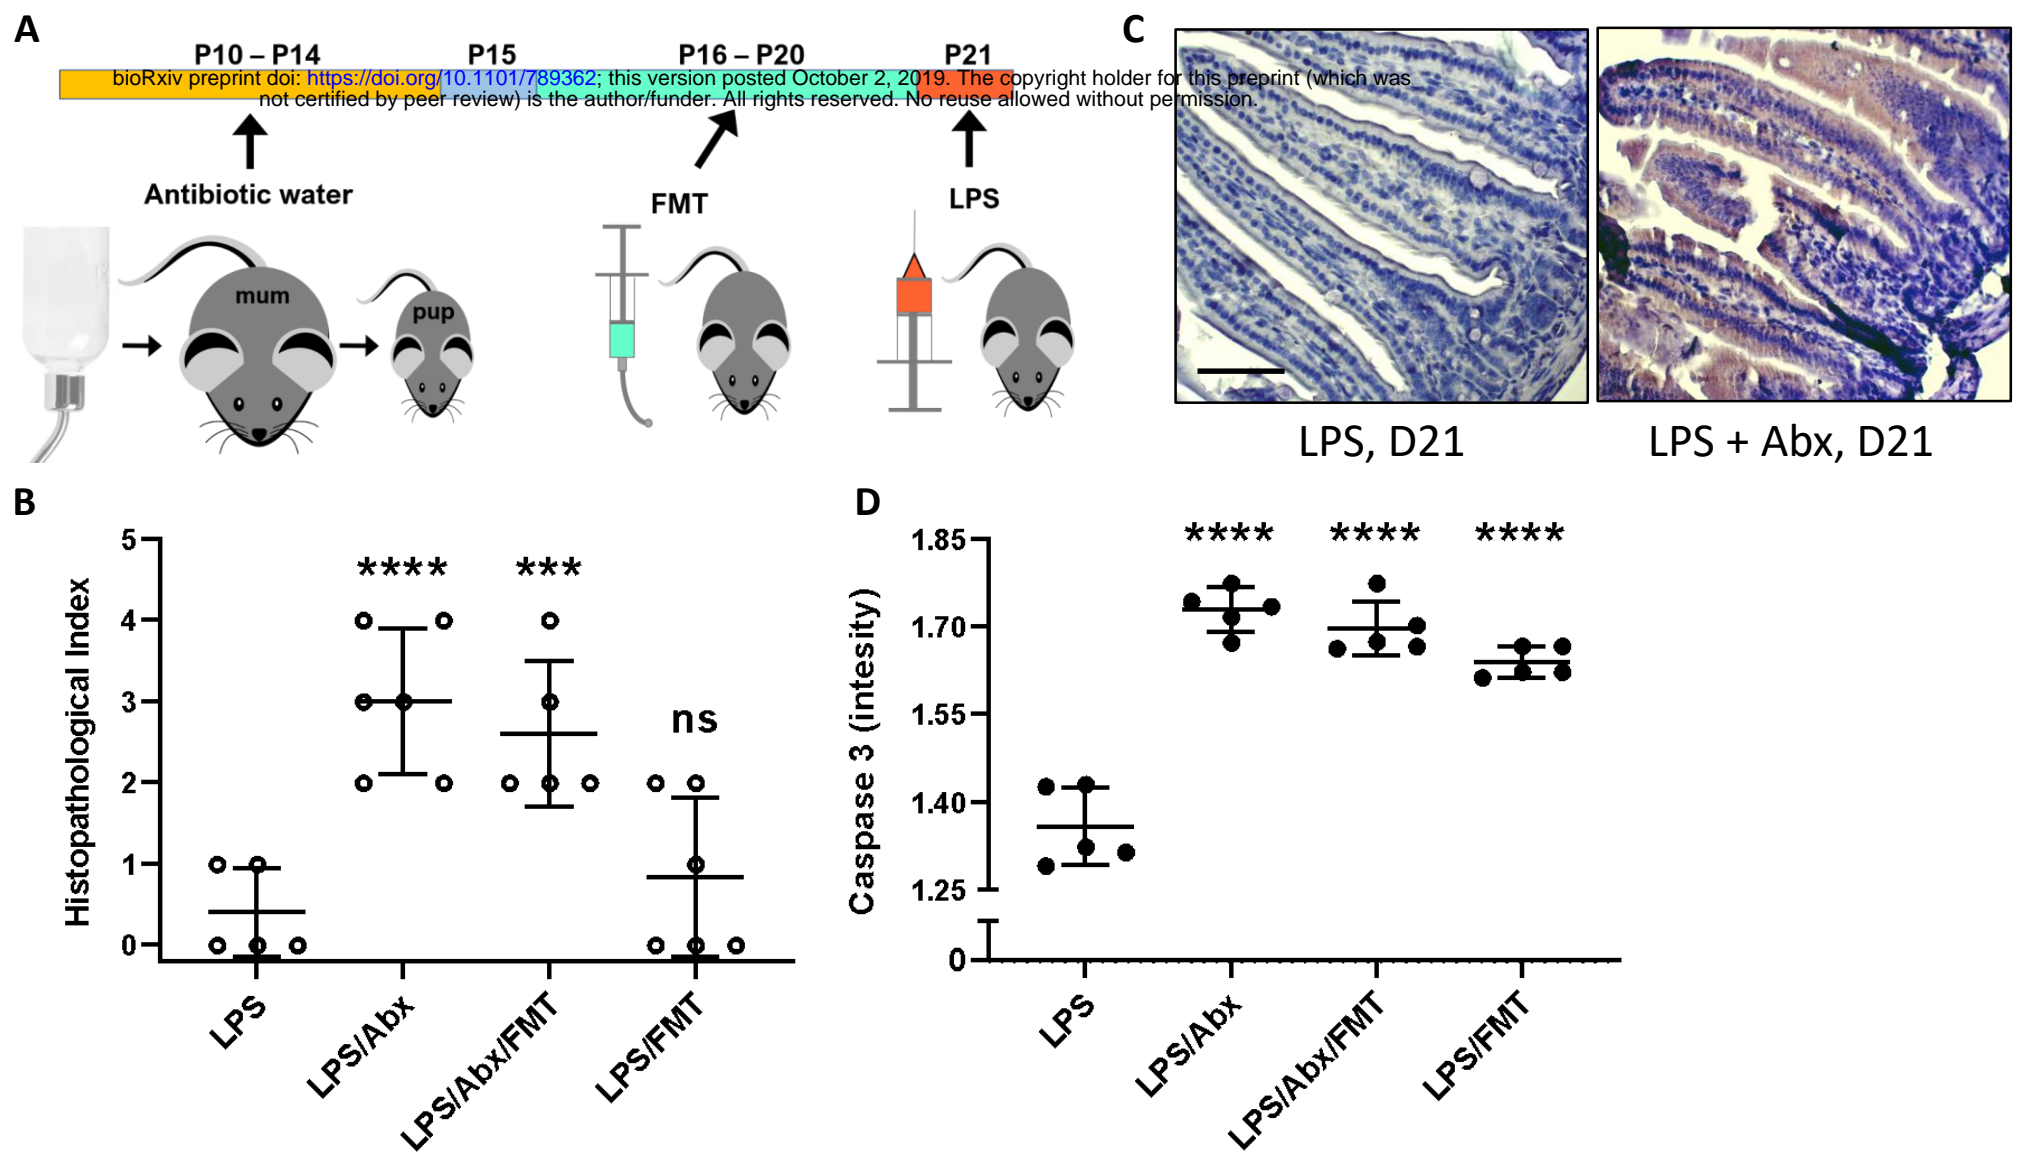 A
P10 – P14
P15
P16 – P20
P21
bioRxiv preprint doi: https://doi.org/10.1101/789362; this version posted October 2, 2019. The copyright holder for this preprint (which was
not certified by peer review) is the author/funder. All rights reserved. No reuse allowed without permission.
Antibiotic water
FMT
LPS
mum
pup
C
LPS, D21
LPS + Abx, D21
B
Histopathological Index
5
4
3
2
1
0
****
***
ns
LPS
LPS/Abx
LPS/Abx/FMT
LPS/FMT
D
Caspase 3 (intesity)
1.85
1.70
1.55
1.40
1.25
0
****
****
****
LPS
LPS/Abx
LPS/Abx/FMT
LPS/FMT